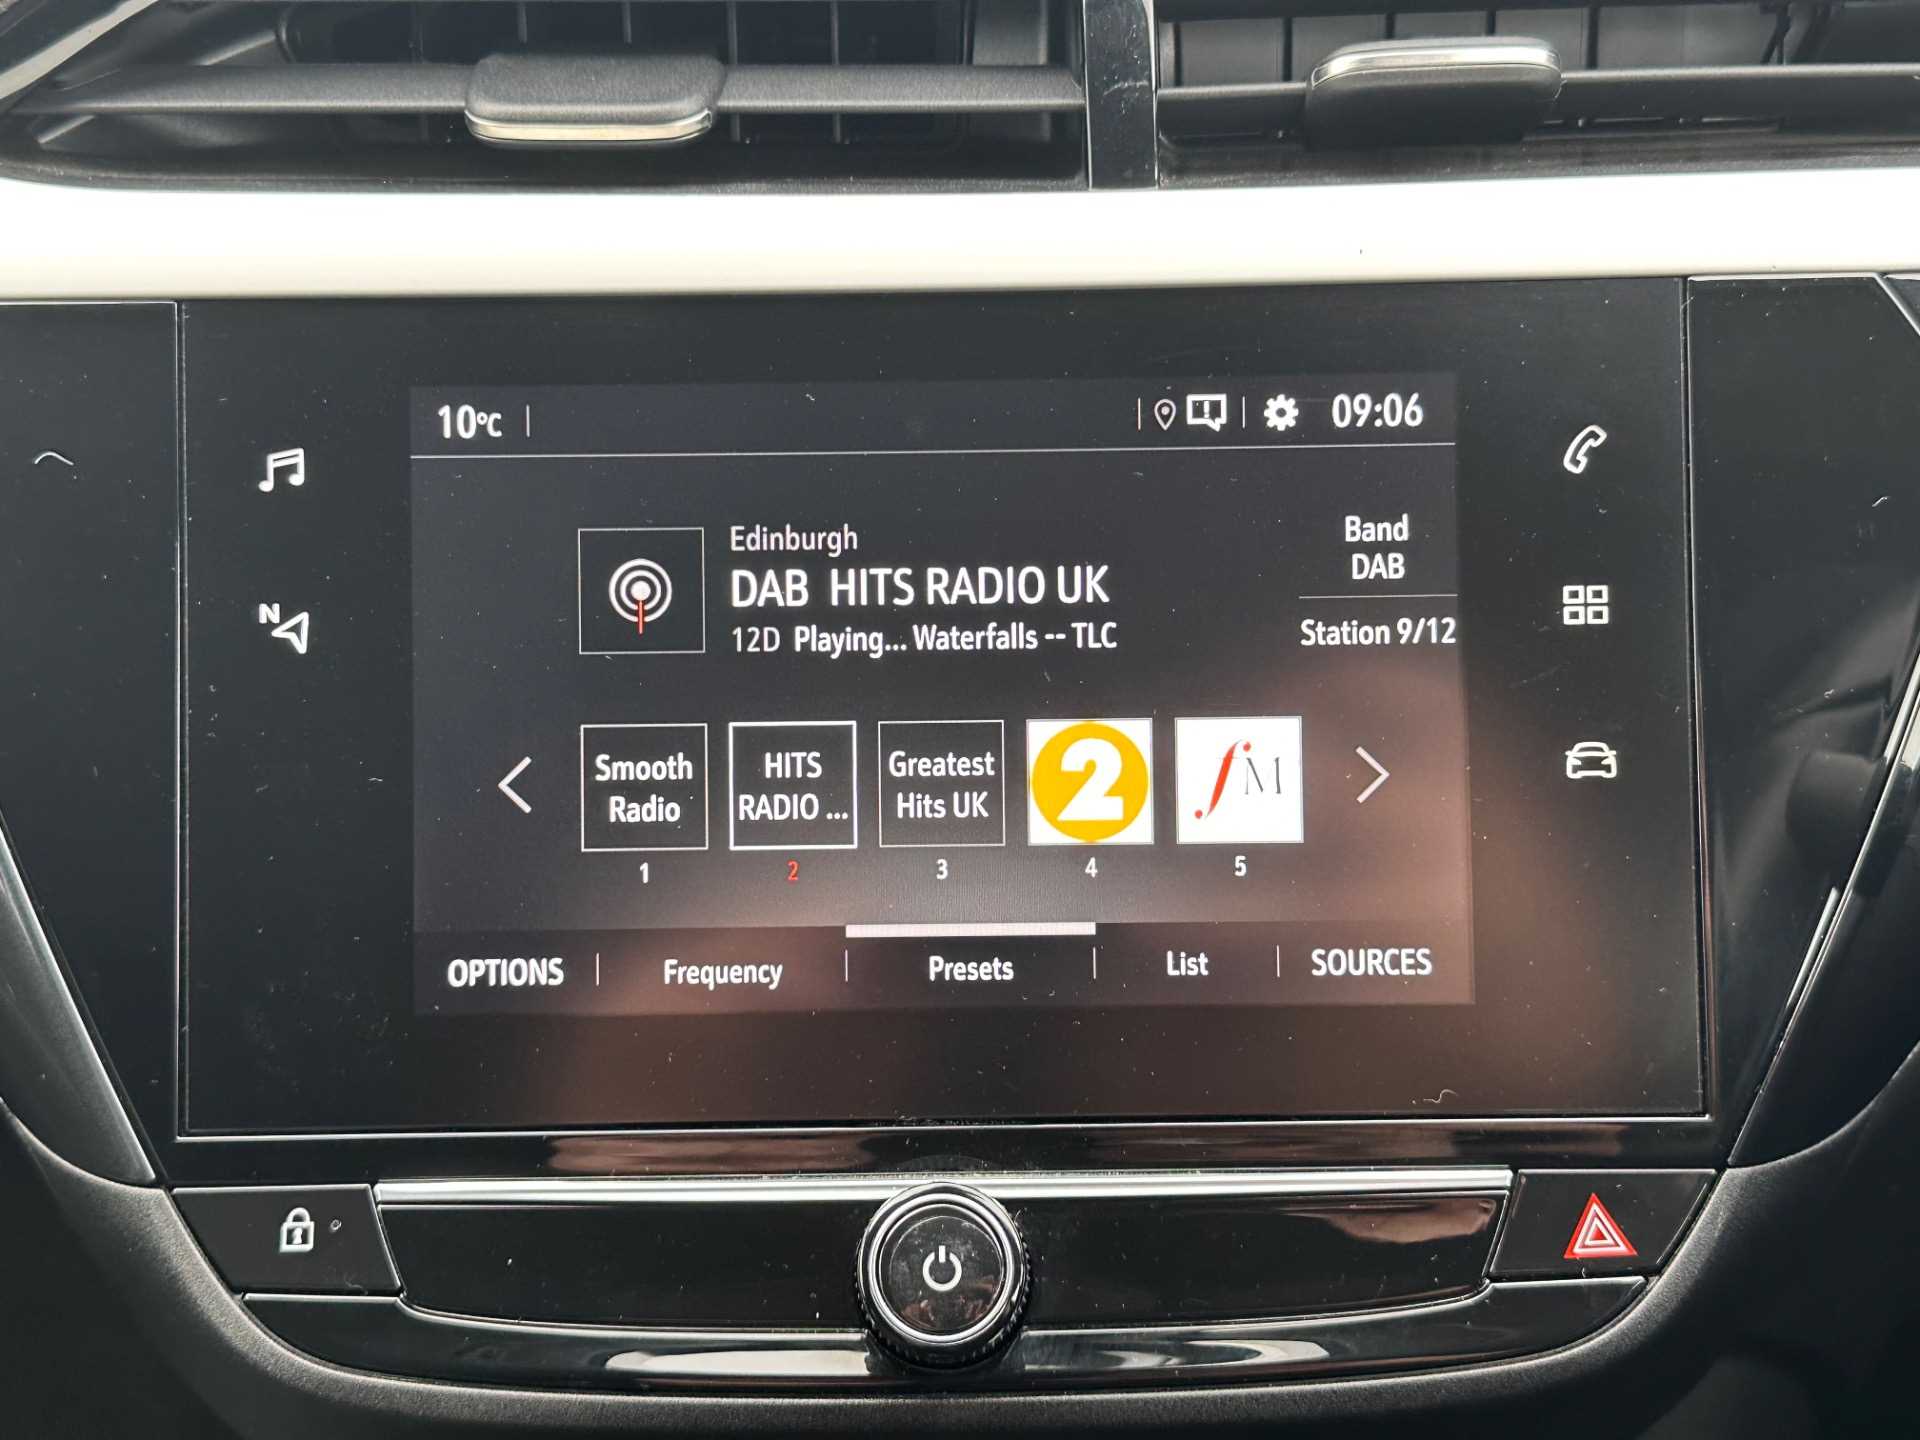 10°C
09:06
N
Edinburgh
DAB HITS RADIO UK
12D Playing... Waterfalls -- TLC
Band
DAB
Station 9/12
Smooth
Radio
1
HITS
RADIO ...
2
Greatest
Hits UK
3
2
4
fM
5
OPTIONS
Frequency
Presets
List
SOURCES